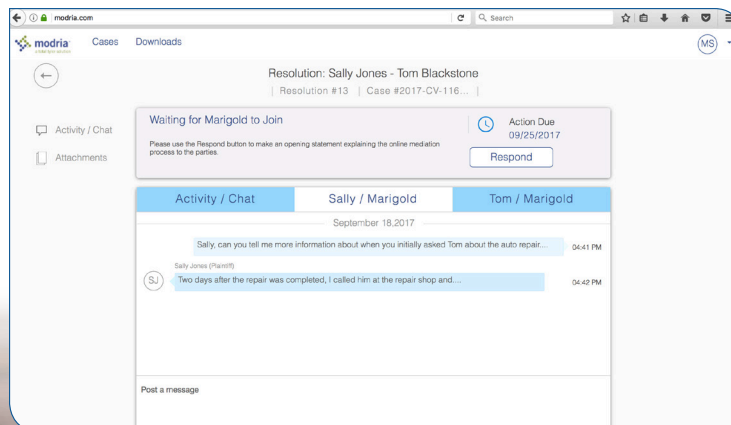 modria.com
Search
modria
Cases
Downloads
MS
Resolution: Sally Jones - Tom Blackstone
| Resolution #13 | Case #2017-CV-116... |
Activity / Chat
Attachments
Waiting for Marigold to Join
Please use the Respond button to make an opening statement explaining the online mediation
process to the parties.
Action Due
09/25/2017
Respond
Activity / Chat
Sally / Marigold
Tom / Marigold
September 18,2017
Sally, can you tell me more information about when you initially asked Tom about the auto repair....
04:41 PM
Sally Jones (Plaintiff)
SJ
Two days after the repair was completed, I called him at the repair shop and....
04:42 PM
Post a message